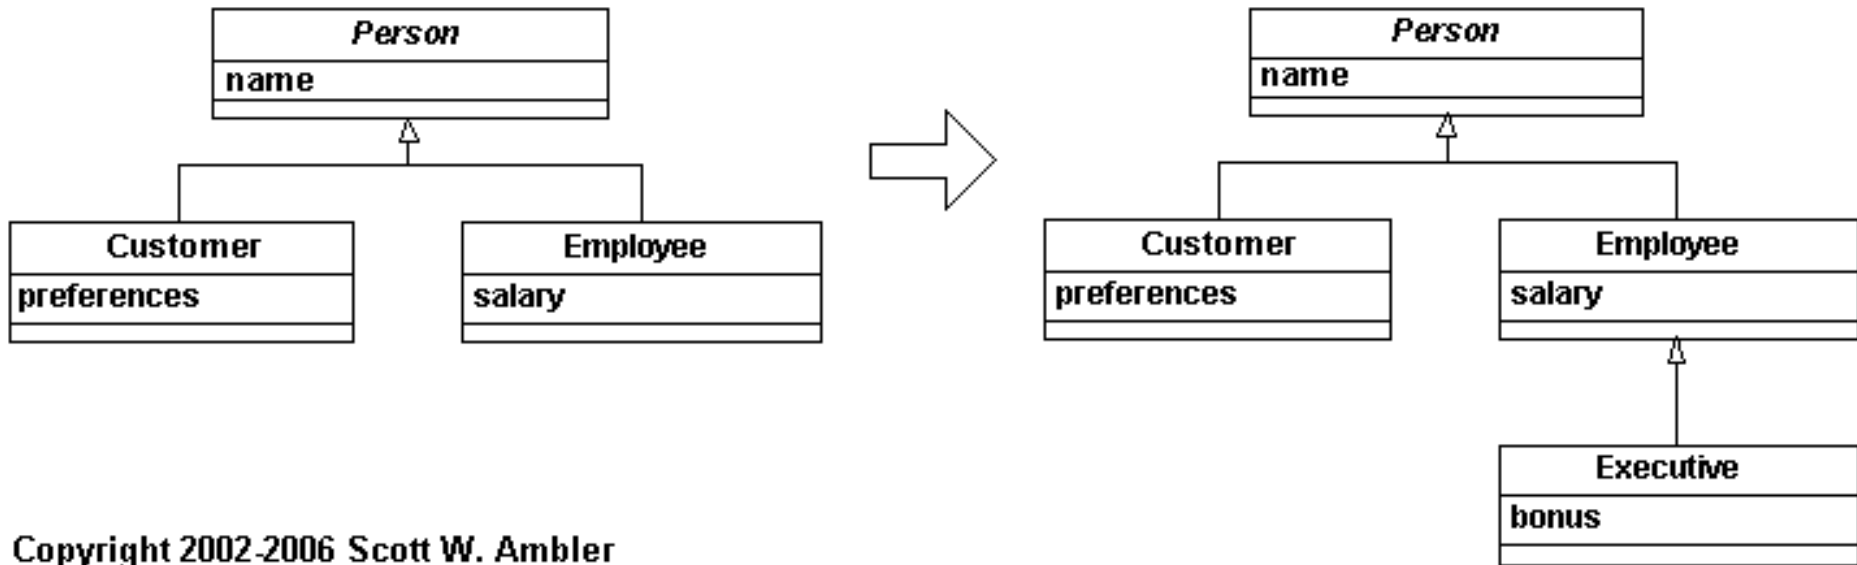 Person
name
Customer
preferences
Employee
salary
Person
name
Customer
preferences
Employee
salary
Executive
bonus
Copyright 2002-2006 Scott W. Ambler